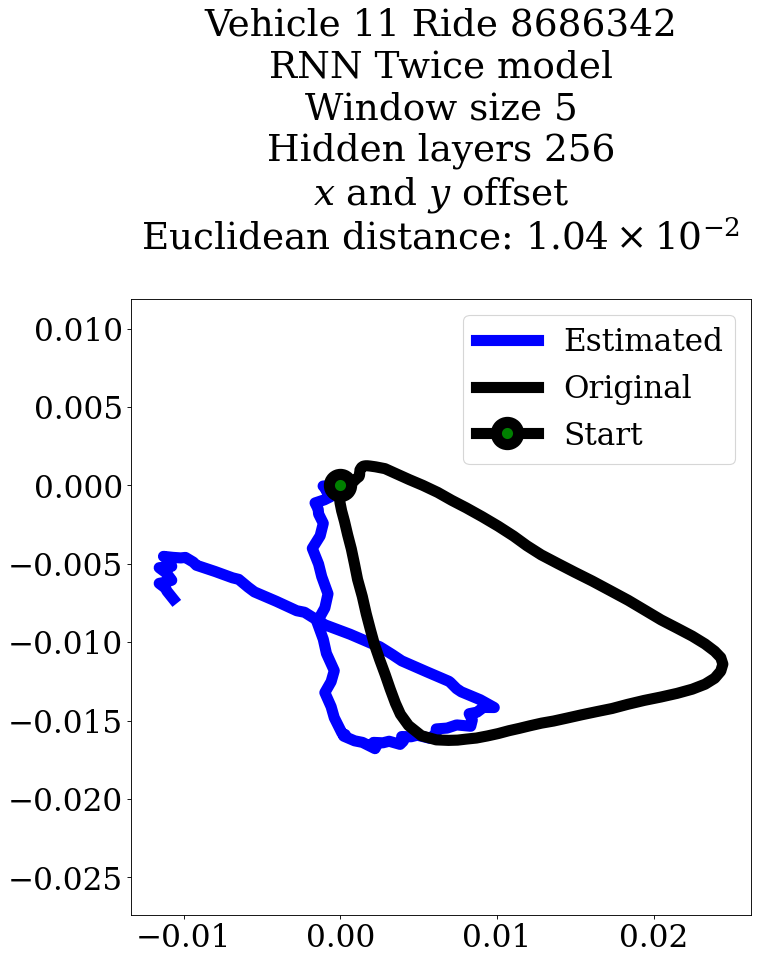 Vehicle 11 Ride 8686342
RNN Twice model
Window size 5
Hidden layers 256
x and y offset
Euclidean distance: 1.04 × 10⁻²
Estimated
Original
Start
0.010
0.005
0.000
−0.005
−0.010
−0.015
−0.020
−0.025
−0.01 0.00 0.01 0.02